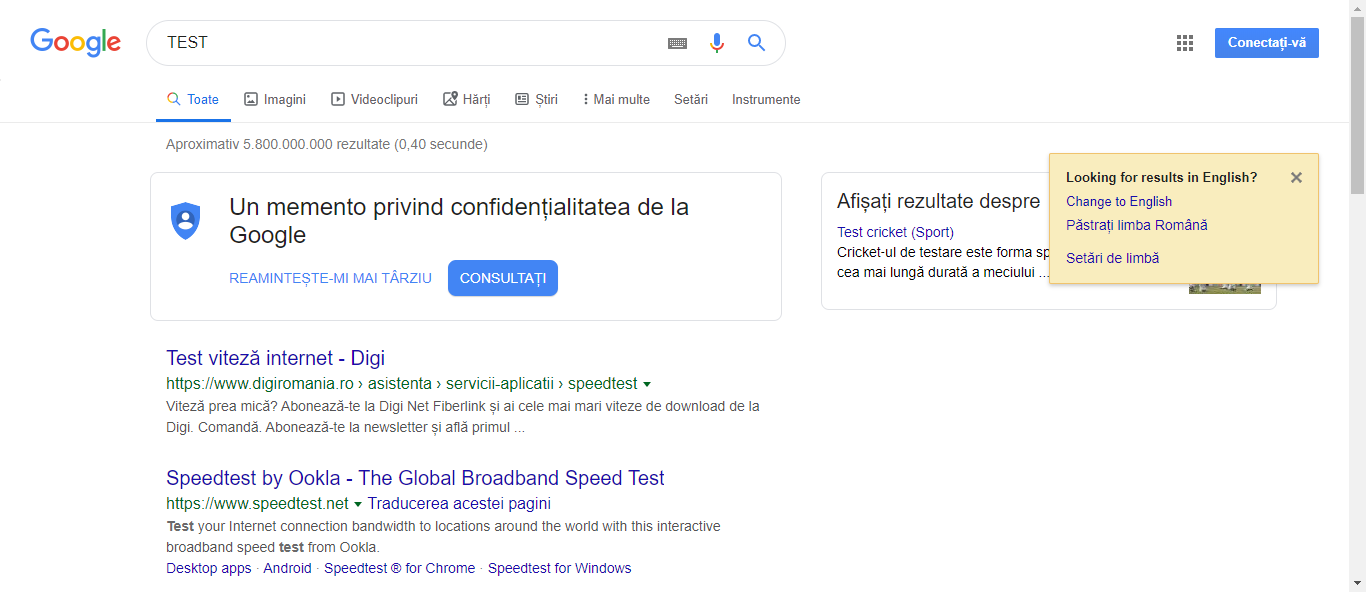 Google
TEST
Conectați-vă
Toate
Imagini
Videoclipuri
Hărți
Știri
Mai multe
Setări
Instrumente
Aproximativ 5.800.000.000 rezultate (0,40 secunde)
Un memento privind confidențialitatea de la
Google
REAMINTEȘTE-MI MAI TÂRZIU
CONSULTAȚI
Afișați rezultate despre
Test cricket (Sport)
Cricket-ul de testare este forma sp
cea mai lungă durată a meciului ...
Looking for results in English?
Change to English
Păstrați limba Română
Setări de limbă
Test viteză internet - Digi
https://www.digiromania.ro › asistenta › servicii-aplicatii › speedtest
Viteză prea mică? Abonează-te la Digi Net Fiberlink și ai cele mai mari viteze de download de la
Digi. Comandă. Abonează-te la newsletter și află primul ...
Speedtest by Ookla - The Global Broadband Speed Test
https://www.speedtest.net Traducerea acestei pagini
Test your Internet connection bandwidth to locations around the world with this interactive
broadband speed test from Ookla.
Desktop apps · Android · Speedtest ® for Chrome · Speedtest for Windows